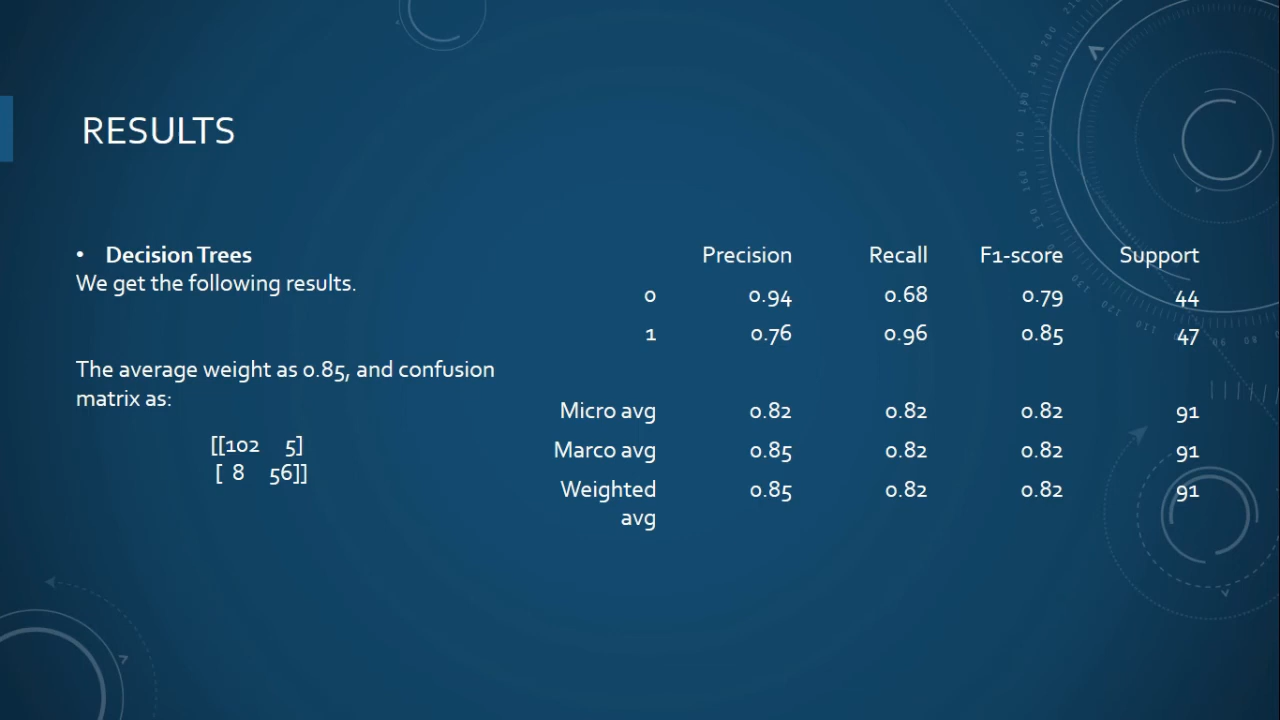 RESULTS
• Decision Trees
We get the following results.
The average weight as 0.85, and confusion
matrix as:
[[102 5]
[ 8 56]]
Precision Recall F1-score Support
0 0.94 0.68 0.79 44
1 0.76 0.96 0.85 47
Micro avg 0.82 0.82 0.82 91
Marco avg 0.85 0.82 0.82 91
Weighted
avg 0.85 0.82 0.82 91